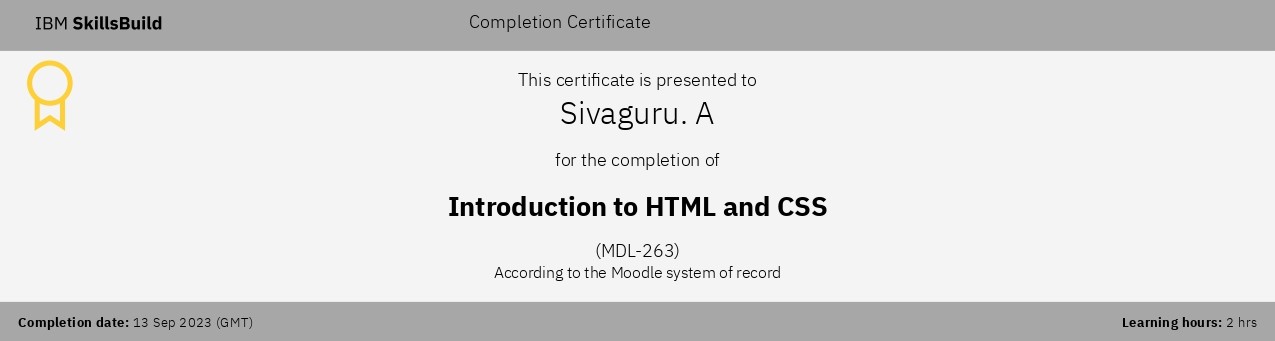 IBM SkillsBuild
Completion Certificate
This certificate is presented to
Sivaguru. A
for the completion of
Introduction to HTML and CSS
(MDL-263)
According to the Moodle system of record
Completion date: 13 Sep 2023 (GMT)
Learning hours: 2 hrs